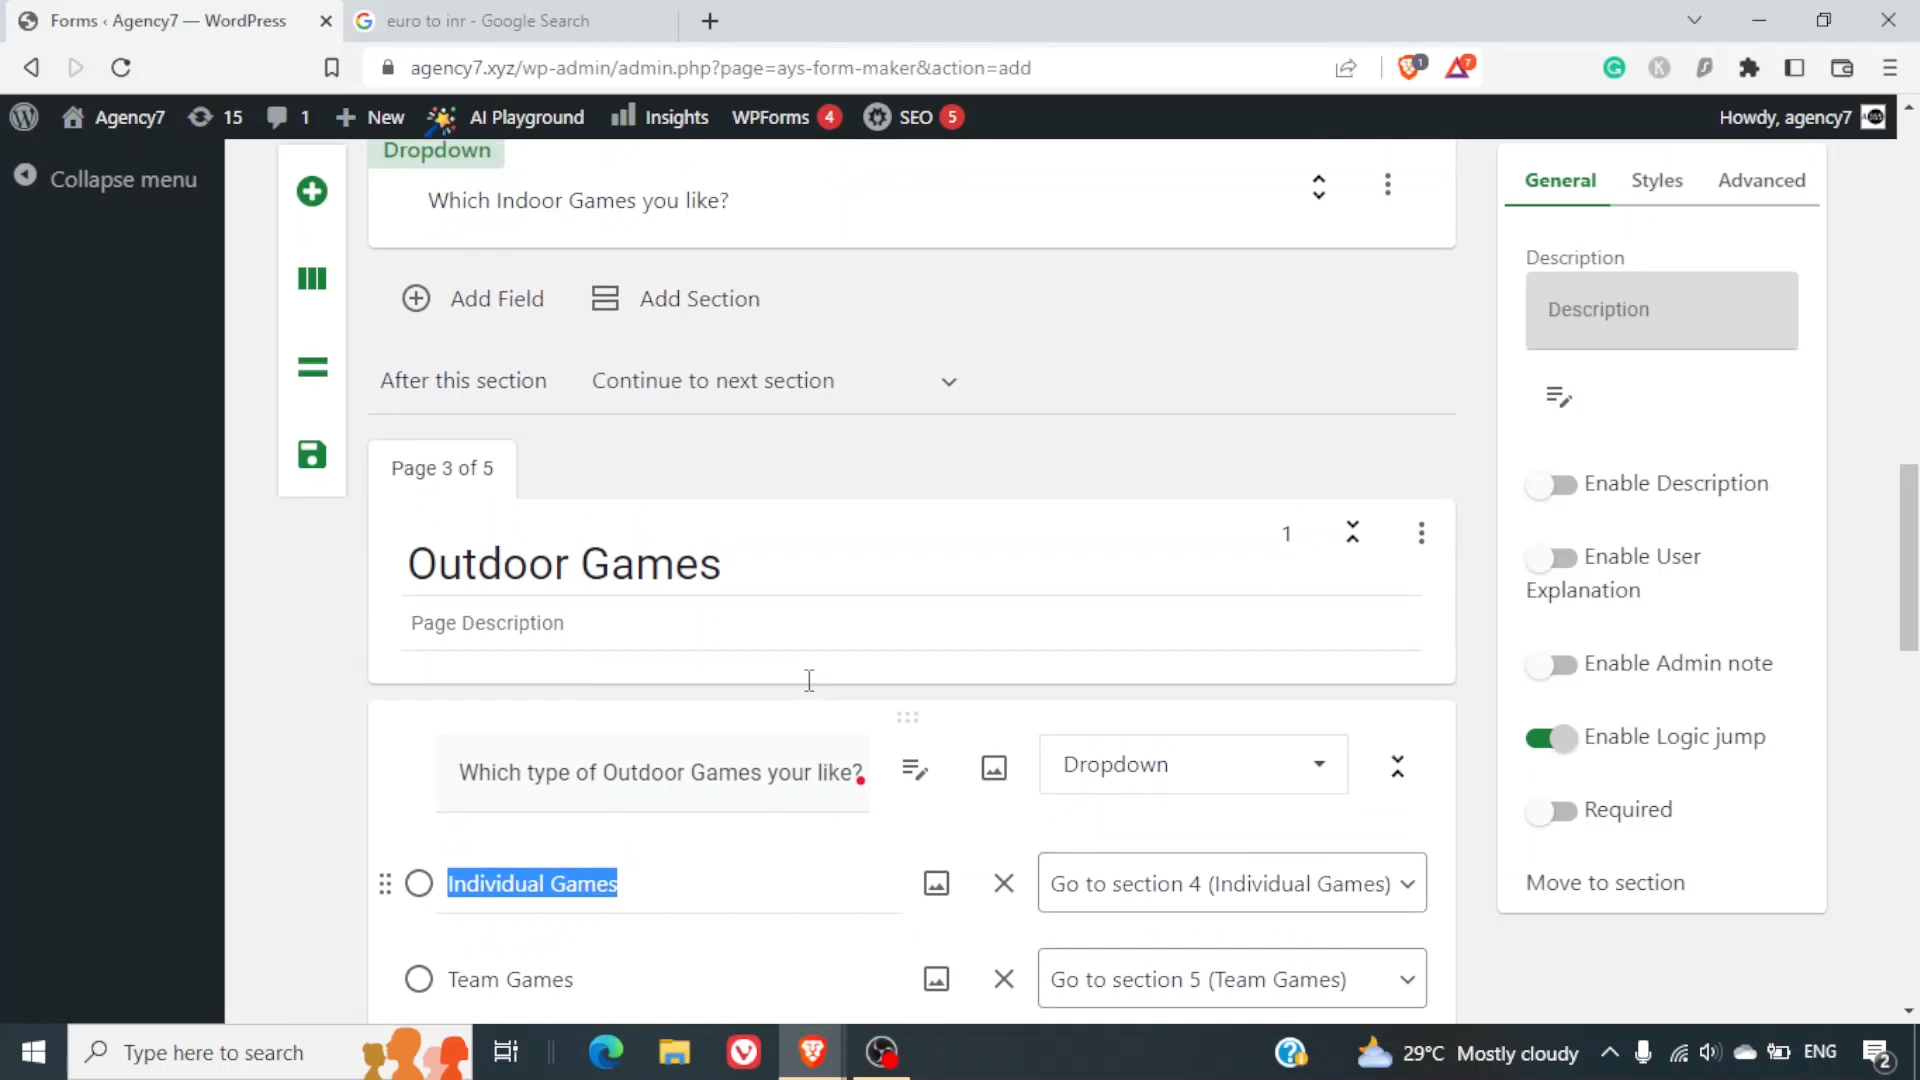 Forms ‹ Agency7 — WordPress
euro to inr - Google Search
agency7.xyz/wp-admin/admin.php?page=ays-form-maker&action=add
1
7
Agency7
15
1
New
AI Playground
Insights
WPForms 4
SEO 5
Howdy, agency7
Collapse menu
Dropdown
Which Indoor Games you like?
Add Field
Add Section
After this section
Continue to next section
Page 3 of 5
1
Outdoor Games
Page Description
Which type of Outdoor Games your like?
Dropdown
Individual Games
Go to section 4 (Individual Games)
Team Games
Go to section 5 (Team Games)
General
Styles
Advanced
Description
Description
Enable Description
Enable User
Explanation
Enable Admin note
Enable Logic jump
Required
Move to section
Type here to search
29°C Mostly cloudy
ENG
2